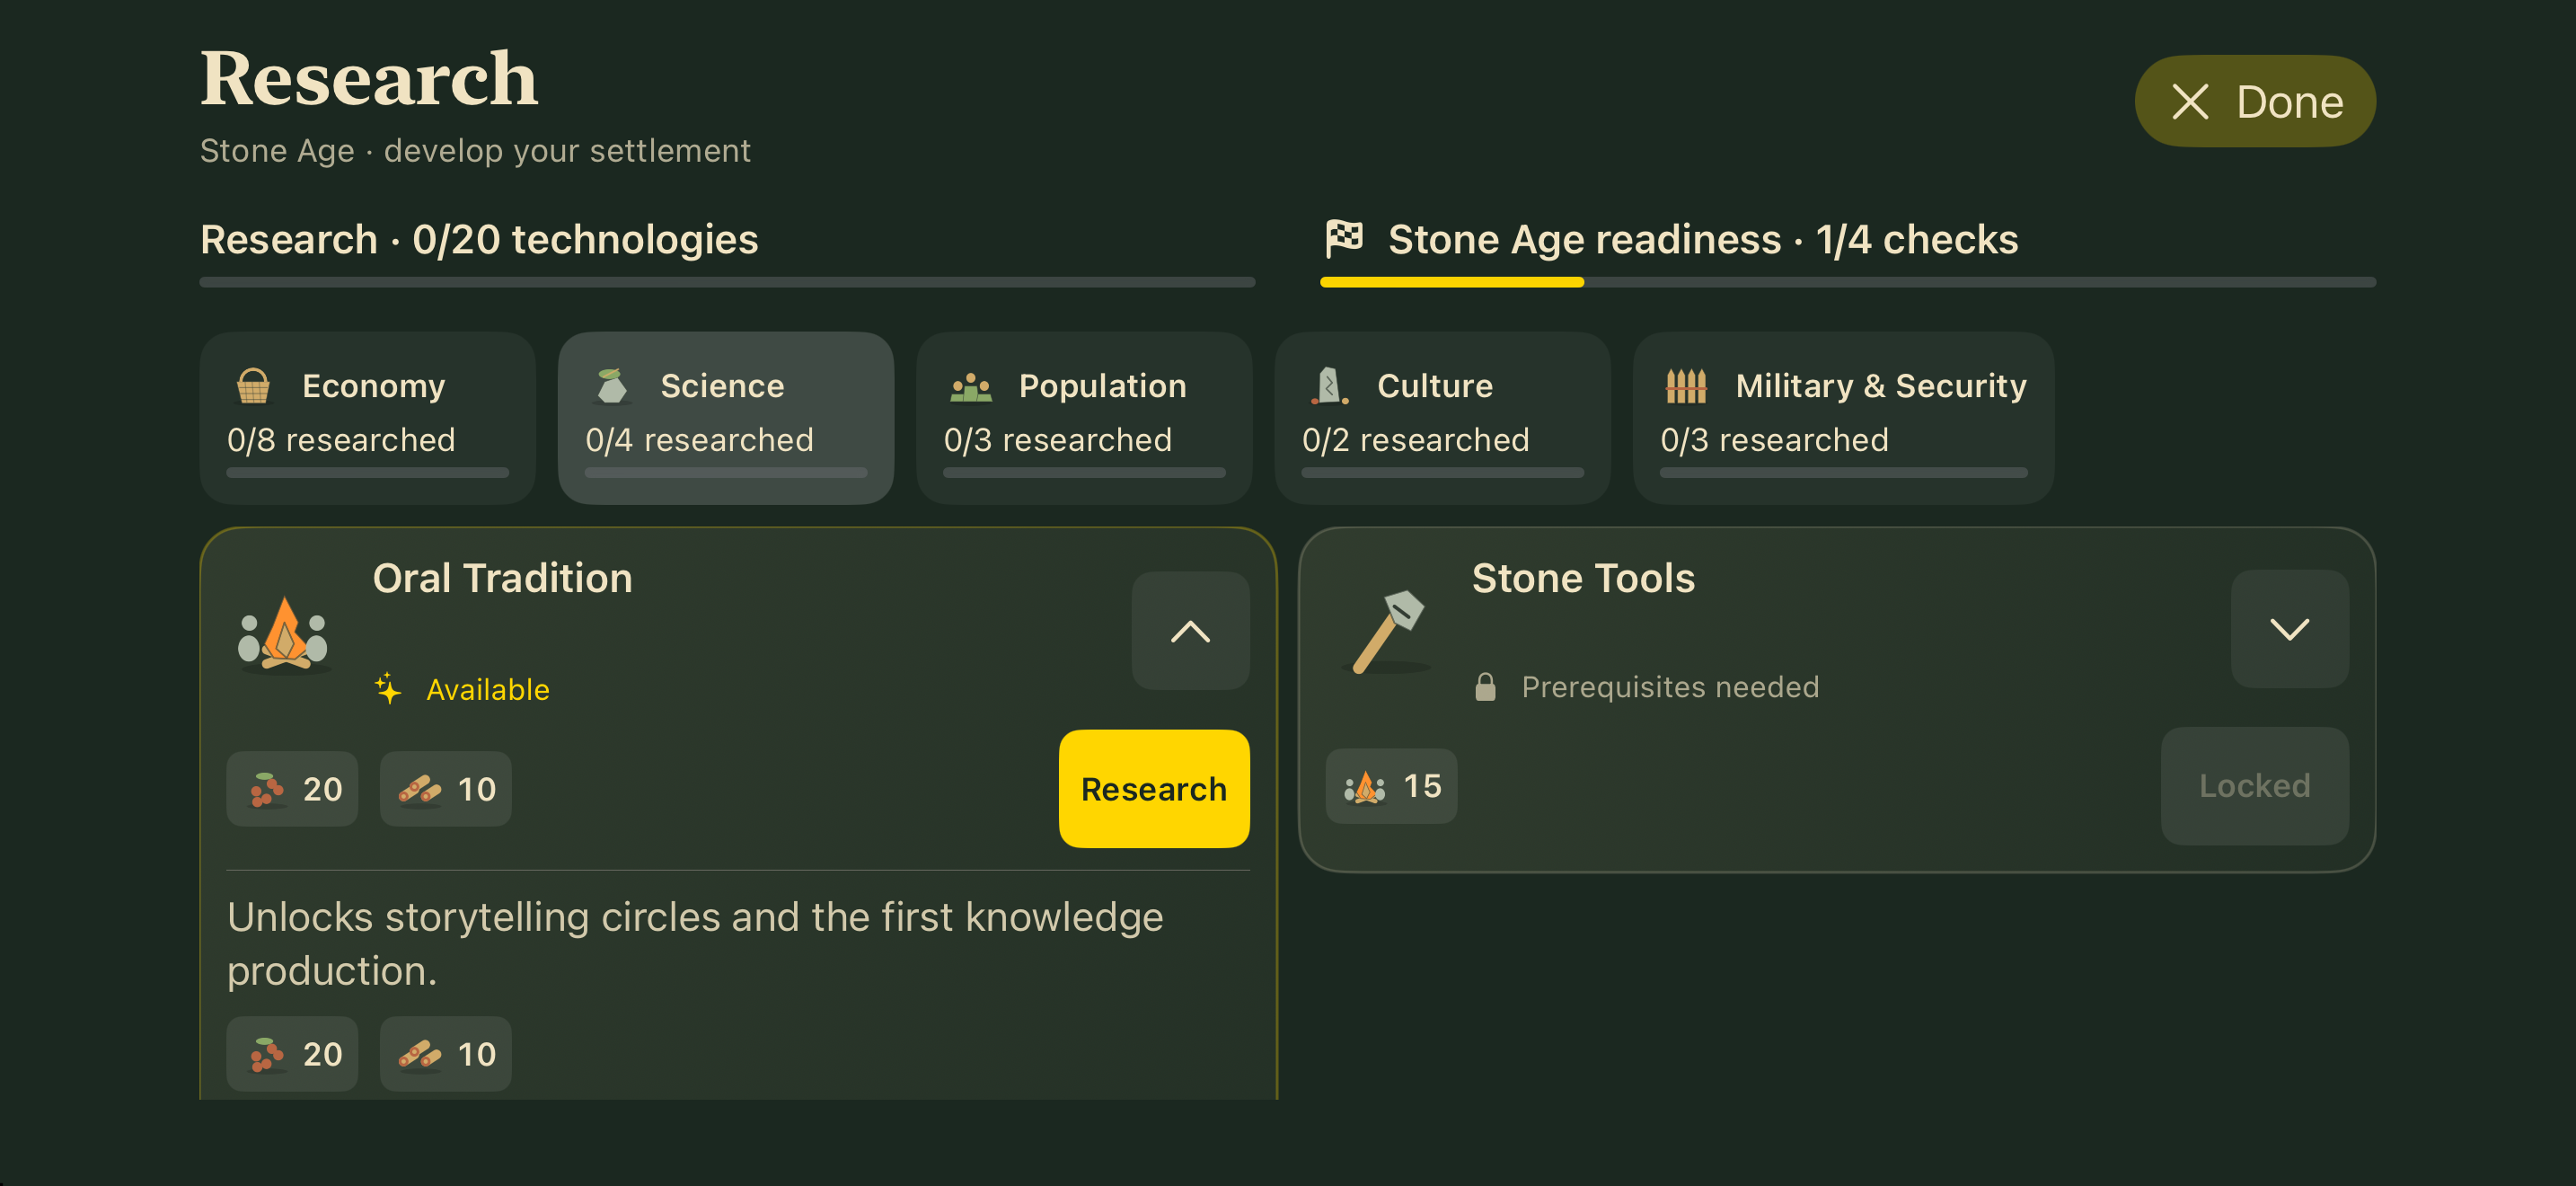 Research
Done
Stone Age · develop your settlement
Research · 0/20 technologies
Stone Age readiness · 1/4 checks
Economy
0/8 researched
Science
0/4 researched
Population
0/3 researched
Culture
0/2 researched
Military & Security
0/3 researched
Oral Tradition
Available
20 10
Research
Unlocks storytelling circles and the first knowledge
production.
20 10
Stone Tools
Prerequisites needed
15
Locked